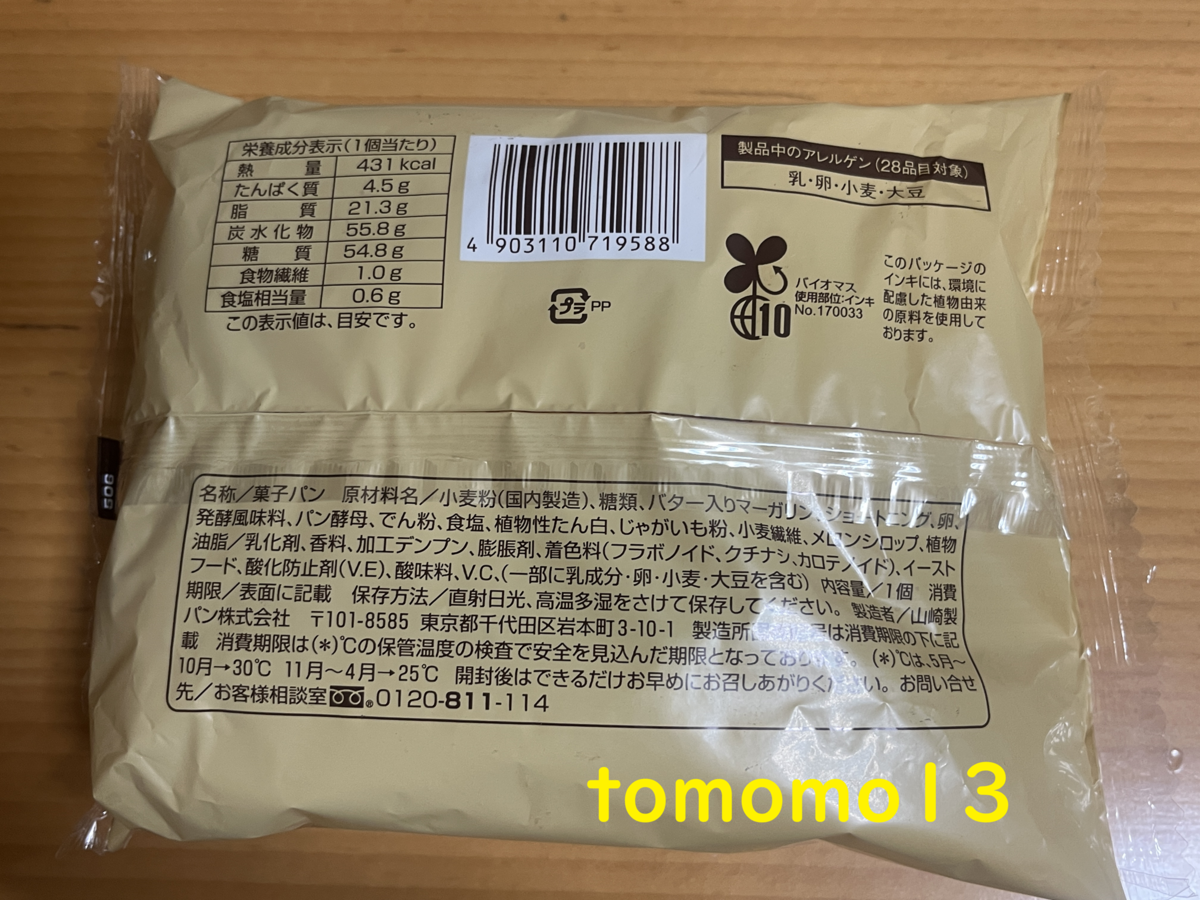 栄養成分表示(1個当たり)
熱量 431kcal
たんぱく質 4.5g
脂質 21.3g
炭水化物 55.8g
糖質 54.8g
食物繊維 1.0g
食塩相当量 0.6g
この表示値は、目安です。
4 903110 719588
プラ PP
製品中のアレルゲン(28品目対象)
乳・卵・小麦・大豆
バイオマス
使用部位:インキ
No.170033
10
このパッケージの
インキには、環境に
配慮した植物由来
の原料を使用して
おります。
名称/菓子パン 原材料名/小麦粉(国内製造)、糖類、バター入りマーガリン、ショートニング、卵、
発酵風味料、パン酵母、でん粉、食塩、植物性たん白、じゃがいも粉、小麦繊維、メロンシロップ、植物
油脂/乳化剤、香料、加工デンプン、膨脹剤、着色料(フラボノイド、クチナシ、カロテノイド)、イースト
フード、酸化防止剤(V.E)、酸味料、V.C、(一部に乳成分・卵・小麦・大豆を含む) 内容量/1個 消費
期限/表面に記載 保存方法/直射日光、高温多湿をさけて保存してください。 製造者/山崎製
パン株式会社 〒101-8585 東京都千代田区岩本町3-10-1 製造所は消費期限の下に記
載 消費期限は(*)℃の保管温度の検査で安全を見込んだ期限となっております。 (*)℃は、5月~
10月→30℃ 11月~4月→25℃ 開封後はできるだけお早めにお召しあがりください。 お問い合せ
先/お客様相談室 ®0120-811-114
tomomo13